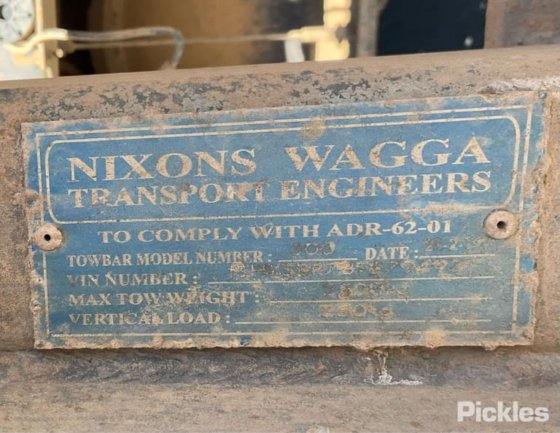 NIXONS WAGGA
TRANSPORT ENGINEERS
TO COMPLY WITH ADR-62-01
TOWBAR MODEL NUMBER : DATE :
VIN NUMBER :
MAX TOW WEIGHT :
VERTICAL LOAD :
Pickles